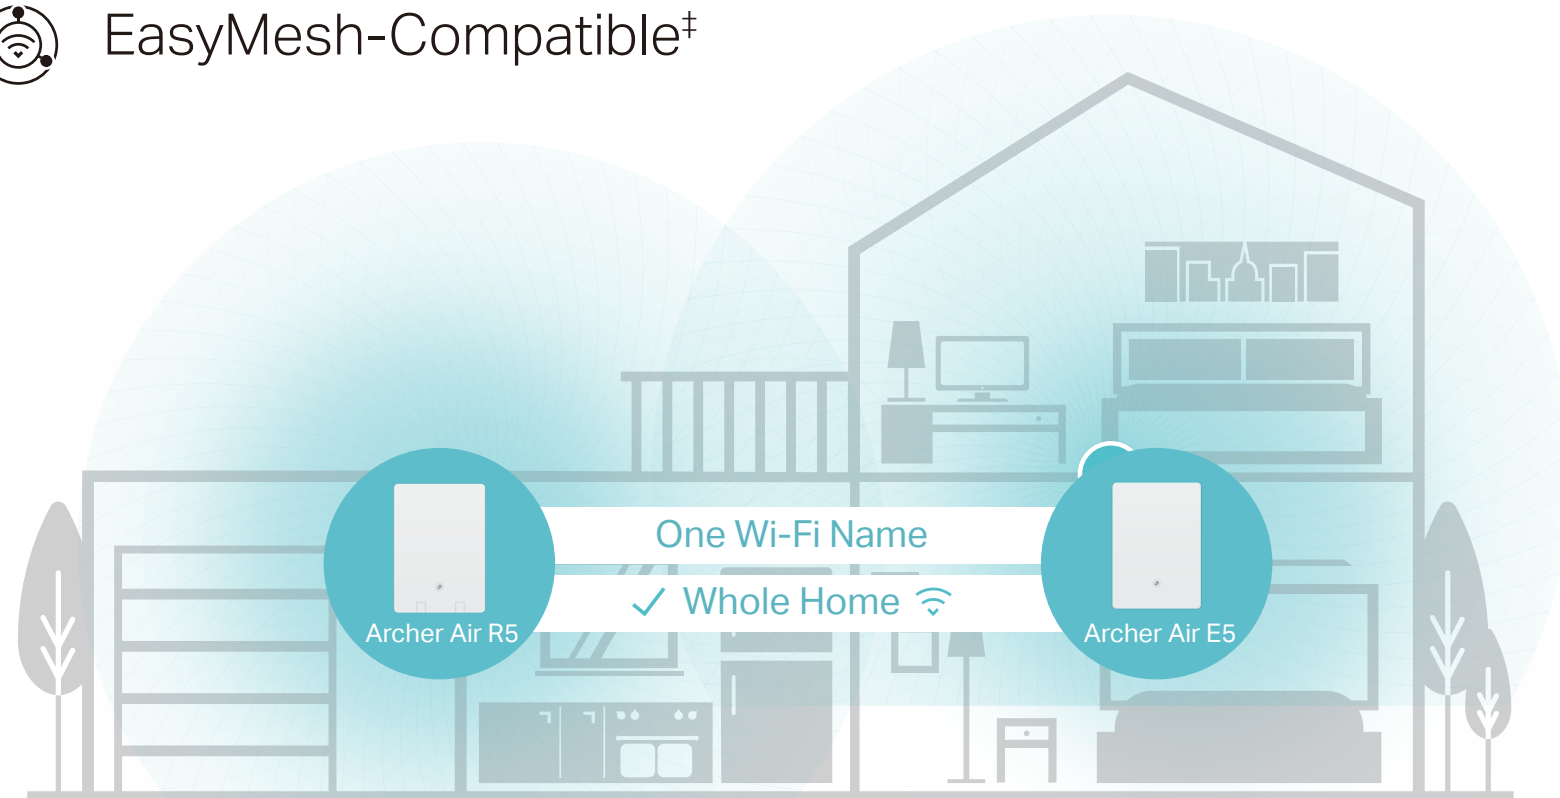 EasyMesh-Compatible‡
One Wi-Fi Name
Whole Home
Archer Air R5
Archer Air E5